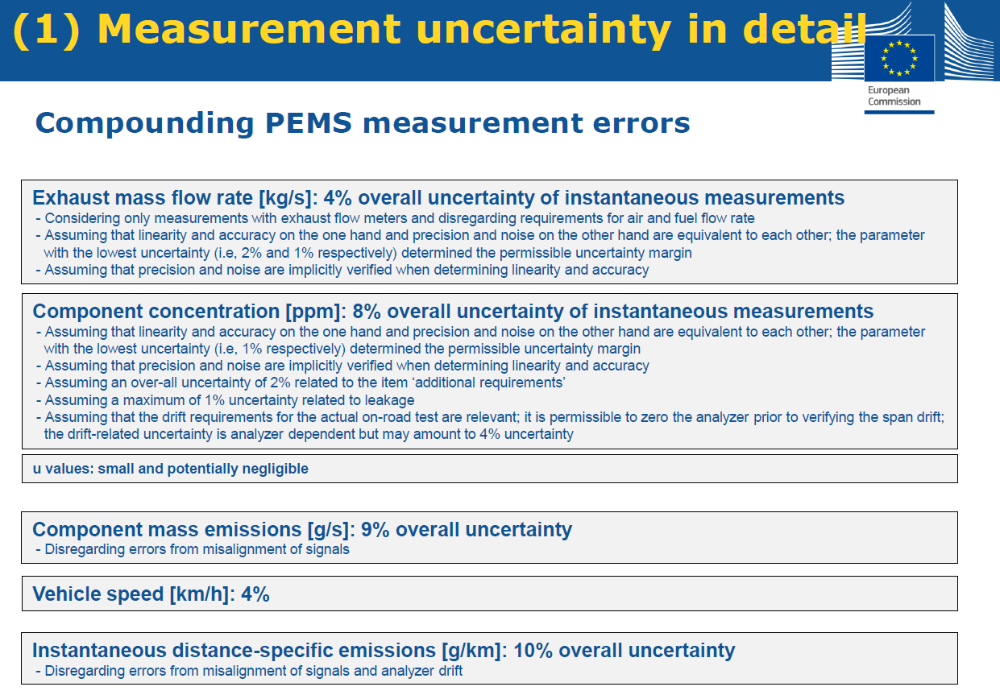 (1) Measurement uncertainty in detail
European
Commission
Compounding PEMS measurement errors
Exhaust mass flow rate [kg/s]: 4% overall uncertainty of instantaneous measurements
- Considering only measurements with exhaust flow meters and disregarding requirements for air and fuel flow rate
- Assuming that linearity and accuracy on the one hand and precision and noise on the other hand are equivalent to each other; the parameter
with the lowest uncertainty (i.e, 2% and 1% respectively) determined the permissible uncertainty margin
- Assuming that precision and noise are implicitly verified when determining linearity and accuracy
Component concentration [ppm]: 8% overall uncertainty of instantaneous measurements
- Assuming that linearity and accuracy on the one hand and precision and noise on the other hand are equivalent to each other; the parameter
with the lowest uncertainty (i.e, 1% respectively) determined the permissible uncertainty margin
- Assuming that precision and noise are implicitly verified when determining linearity and accuracy
- Assuming an over-all uncertainty of 2% related to the item ‘additional requirements’
- Assuming a maximum of 1% uncertainty related to leakage
- Assuming that the drift requirements for the actual on-road test are relevant; it is permissible to zero the analyzer prior to verifying the span drift;
the drift-related uncertainty is analyzer dependent but may amount to 4% uncertainty
u values: small and potentially negligible
Component mass emissions [g/s]: 9% overall uncertainty
- Disregarding errors from misalignment of signals
Vehicle speed [km/h]: 4%
Instantaneous distance-specific emissions [g/km]: 10% overall uncertainty
- Disregarding errors from misalignment of signals and analyzer drift